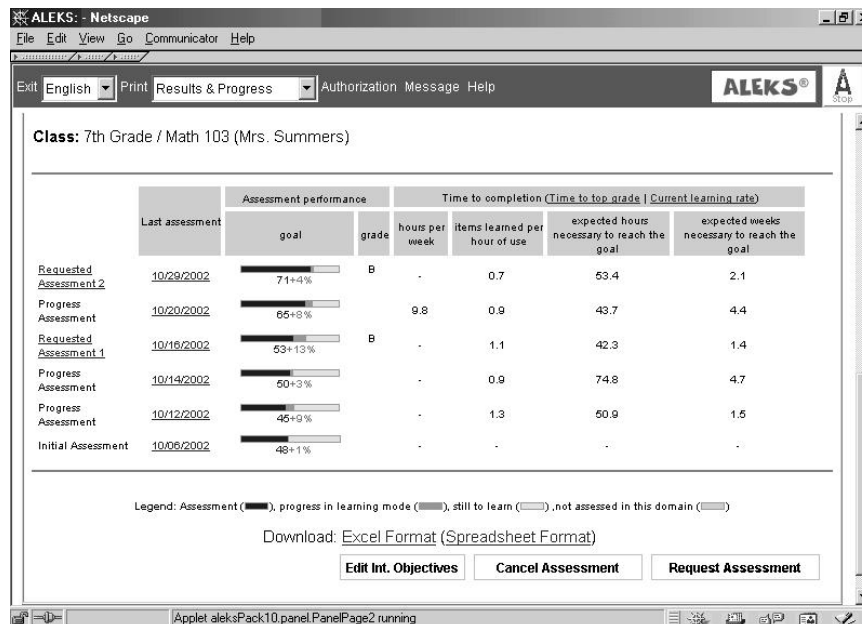 ALEKS: - Netscape
File Edit View Go Communicator Help
Exit English Print Results & Progress Authorization Message Help ALEKS® Stop
Class: 7th Grade / Math 103 (Mrs. Summers)
Assessment performance Time to completion (Time to top grade | Current learning rate)
Last assessment goal grade hours per week items learned per hour of use expected hours necessary to reach the goal expected weeks necessary to reach the goal
Requested Assessment 2 10/29/2002 71+4% B - 0.7 53.4 2.1
Progress Assessment 10/20/2002 65+8% 9.8 0.9 43.7 4.4
Requested Assessment 1 10/16/2002 53+13% B - 1.1 42.3 1.4
Progress Assessment 10/14/2002 50+3% - 0.9 74.8 4.7
Progress Assessment 10/12/2002 45+9% - 1.3 50.9 1.5
Initial Assessment 10/06/2002 48+1% - - - -
Legend: Assessment ( ), progress in learning mode ( ), still to learn ( ) ,not assessed in this domain ( )
Download: Excel Format (Spreadsheet Format)
Edit Int. Objectives Cancel Assessment Request Assessment
Applet aleksPack10.panel.PanelPage2 running